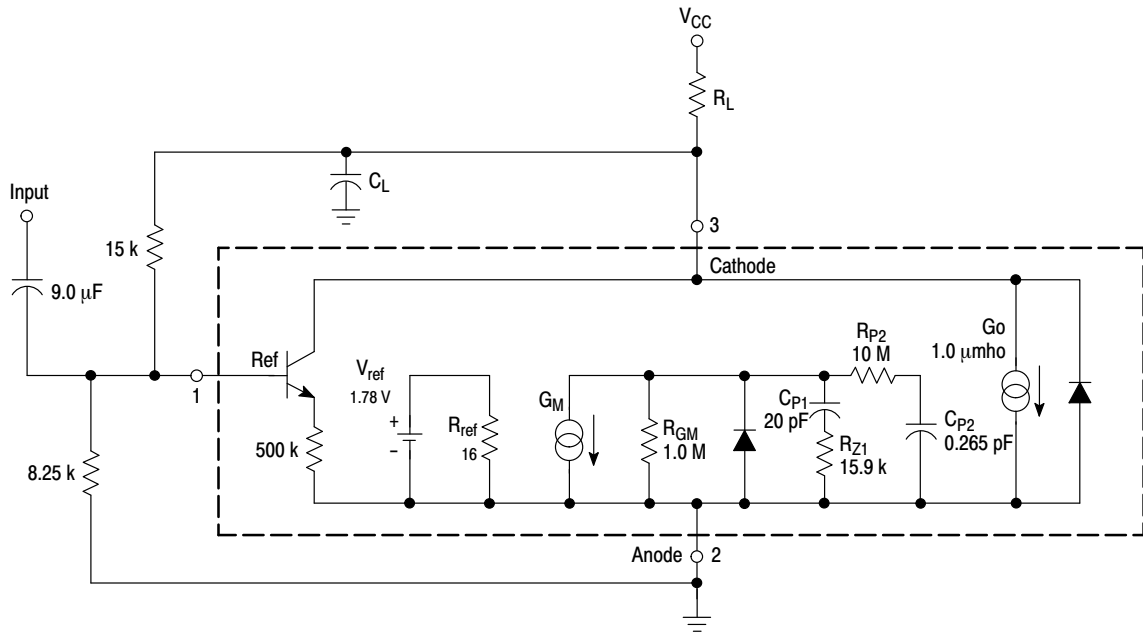 V_CC
R_L
C_L
Input
15 k
3
9.0 μF
Cathode
Ref
1
V_ref
1.78 V
+
–
R_ref
16
G_M
R_GM
1.0 M
C_P1
20 pF
R_Z1
15.9 k
R_P2
10 M
C_P2
0.265 pF
Go
1.0 μmho
500 k
8.25 k
Anode
2